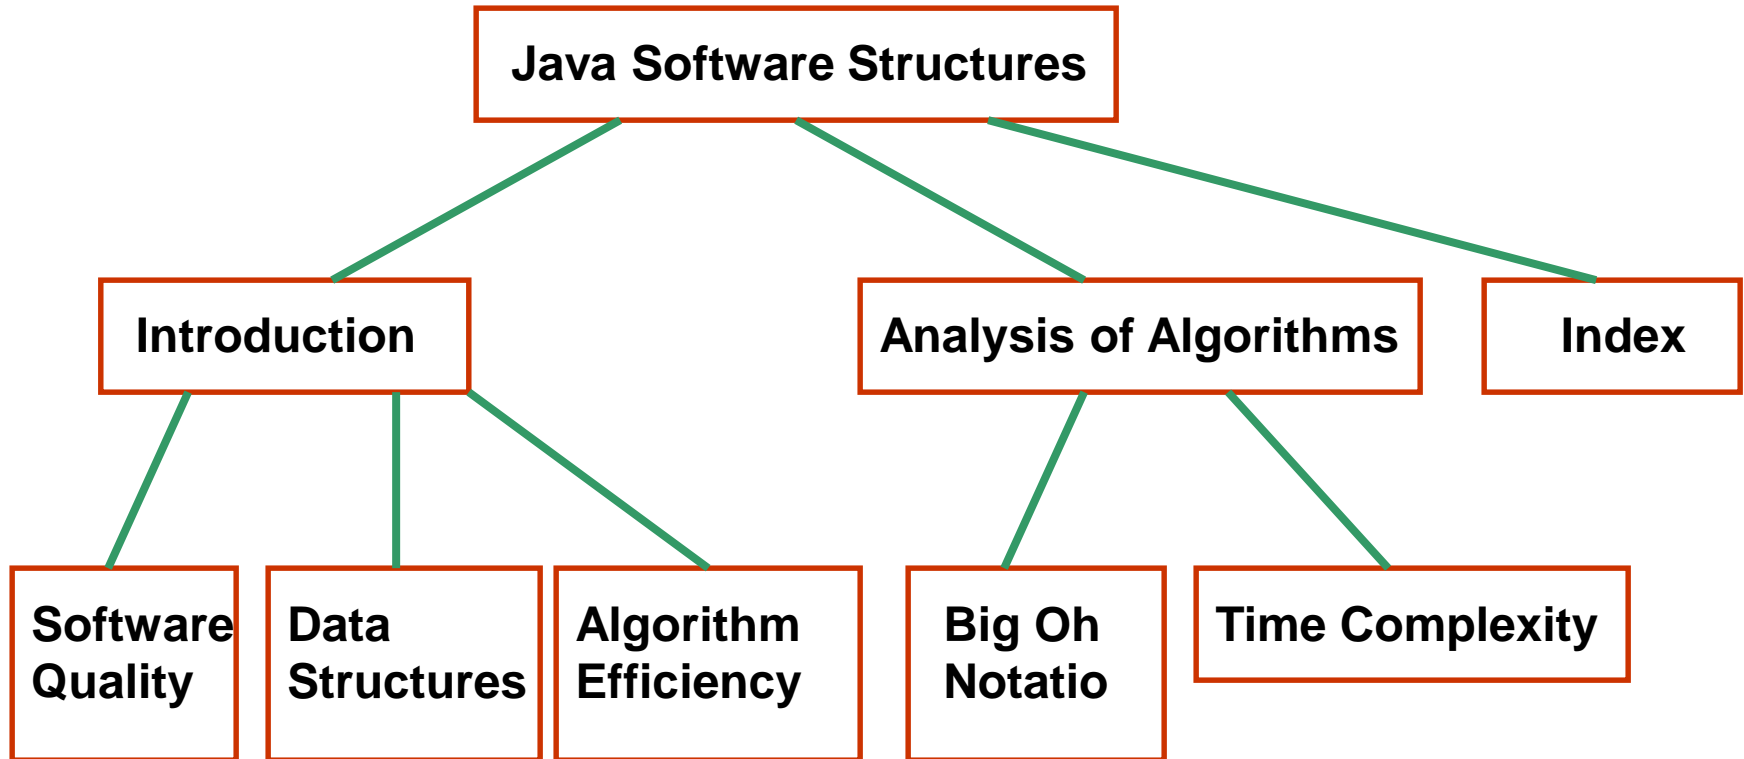 Java Software Structures
Introduction
Analysis of Algorithms
Index
Software
Quality
Data
Structures
Algorithm
Efficiency
Big Oh
Notatio
Time Complexity